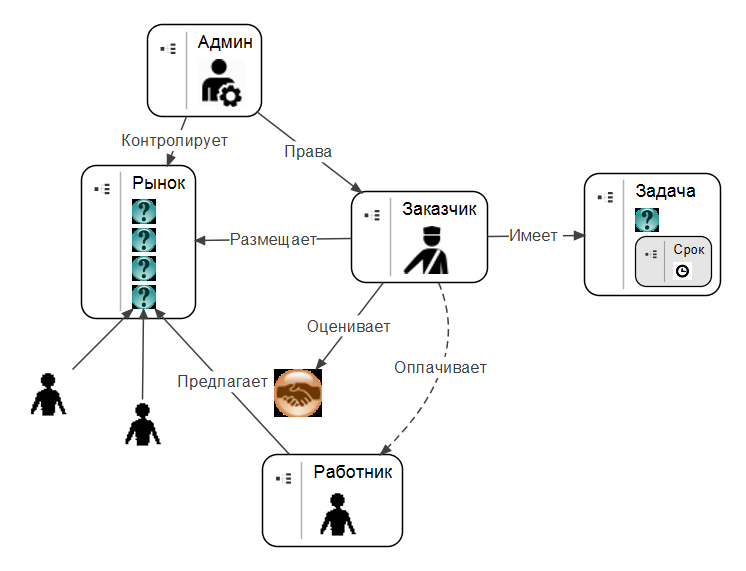 Админ
Контролирует
Права
Рынок
Заказчик
Задача
Размещает
Имеет
Срок
Оценивает
Оплачивает
Предлагает
Работник